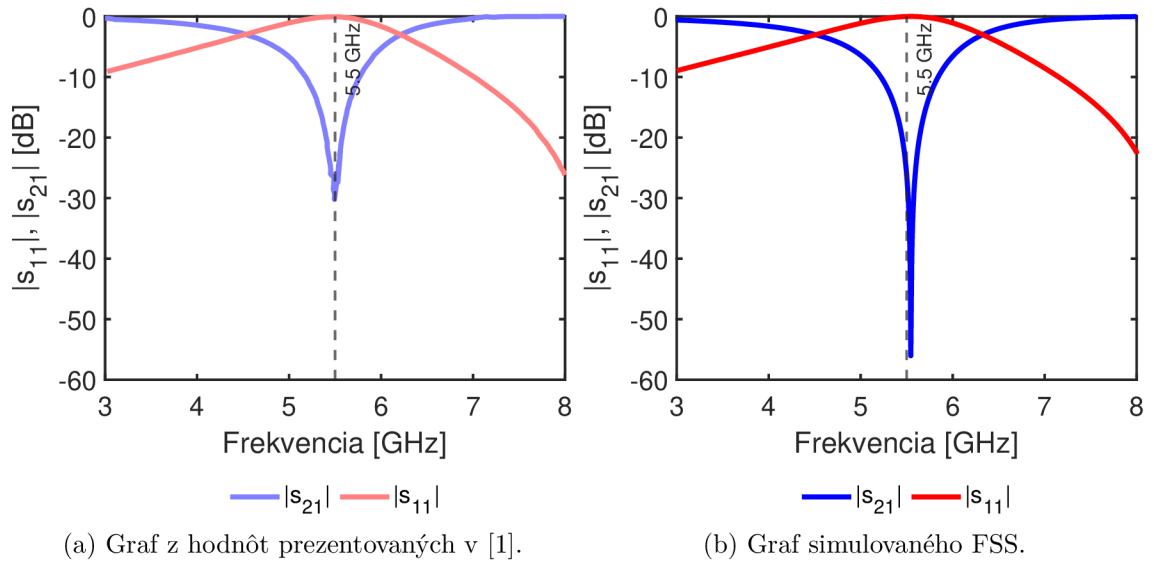 0
-10
-20
-30
-40
-50
-60
|s11|, |s21| [dB]
5.5 GHz
3 4 5 6 7 8
Frekvencia [GHz]
|s21| |s11|
(a) Graf z hodnôt prezentovaných v [1].
0
-10
-20
-30
-40
-50
-60
|s11|, |s21| [dB]
5.5 GHz
3 4 5 6 7 8
Frekvencia [GHz]
|s21| |s11|
(b) Graf simulovaného FSS.